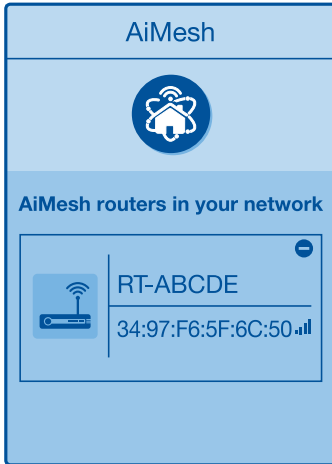 AiMesh
AiMesh routers in your network
RT-ABCDE
34:97:F6:5F:6C:50